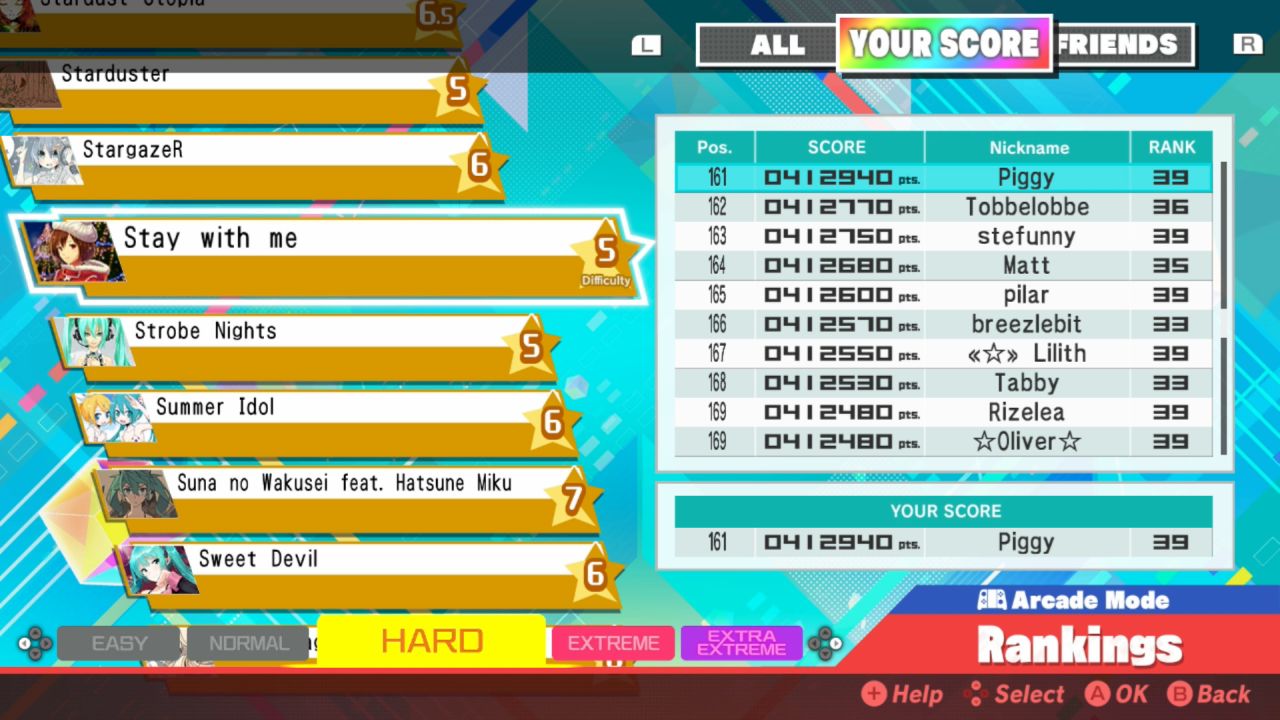 6.5
L
ALL
YOUR SCORE
FRIENDS
R
Starduster
5
StargazeR
6
Stay with me
5
Difficulty
Strobe Nights
5
Summer Idol
6
Suna no Wakusei feat. Hatsune Miku
7
Sweet Devil
6
Pos. SCORE Nickname RANK
161 0412940 pts. Piggy 39
162 0412770 pts. Tobbelobbe 36
163 0412750 pts. stefunny 39
164 0412680 pts. Matt 35
165 0412600 pts. pilar 39
166 0412570 pts. breezlebit 33
167 0412550 pts. «☆» Lilith 39
168 0412530 pts. Tabby 33
169 0412480 pts. Rizelea 39
169 0412480 pts. ☆Oliver☆ 39
YOUR SCORE
161 0412940 pts. Piggy 39
EASY
NORMAL
HARD
EXTREME
EXTRA
EXTREME
Arcade Mode
Rankings
+ Help
Select
A OK
B Back